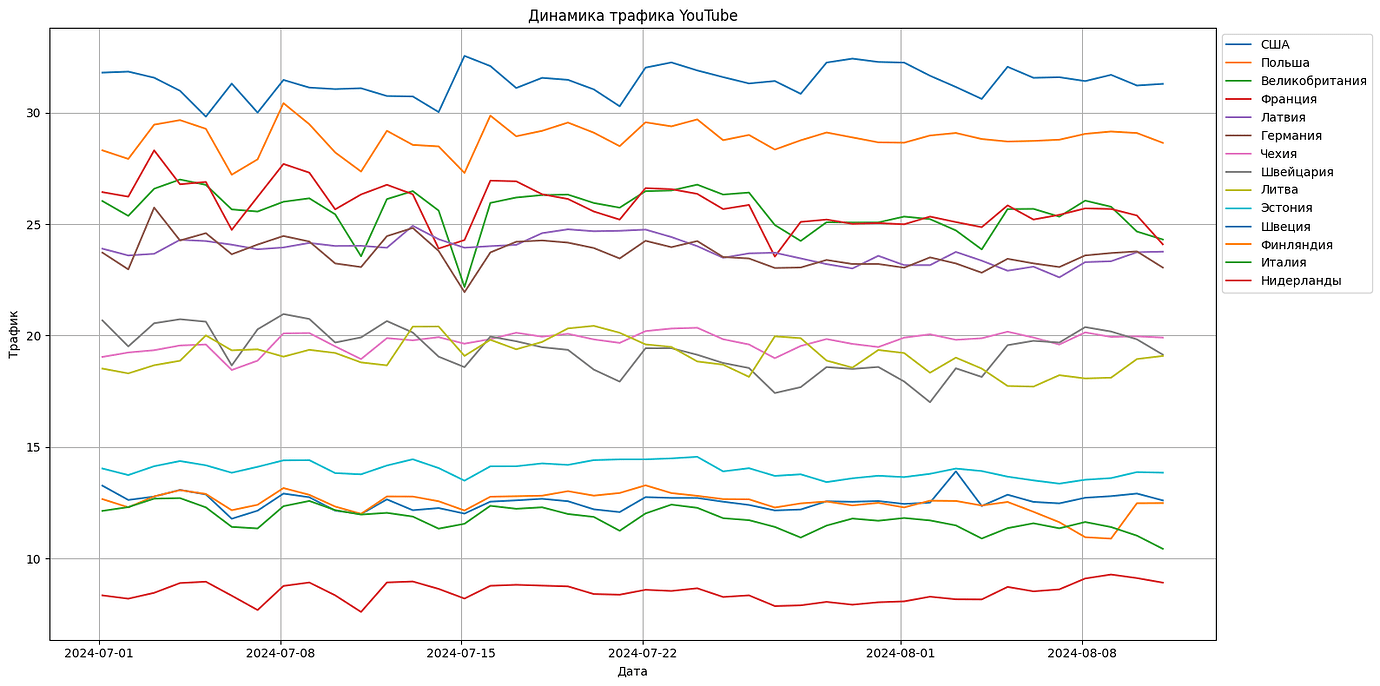 Динамика трафика YouTube
США
Польша
Великобритания
Франция
Латвия
Германия
Чехия
Швейцария
Литва
Эстония
Швеция
Финляндия
Италия
Нидерланды
30
25
20
15
10
Трафик
2024-07-01
2024-07-08
2024-07-15
2024-07-22
2024-08-01
2024-08-08
Дата